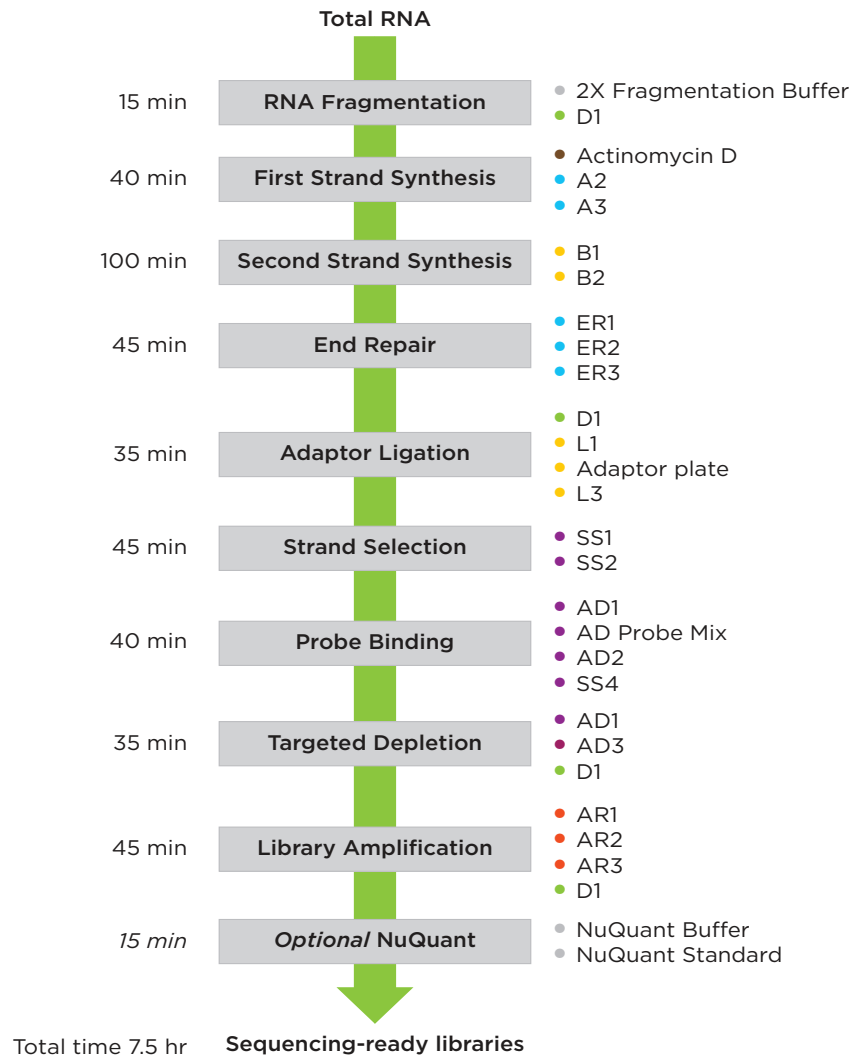 Total RNA
15 min
RNA Fragmentation
2X Fragmentation Buffer
D1
40 min
First Strand Synthesis
Actinomycin D
A2
A3
100 min
Second Strand Synthesis
B1
B2
45 min
End Repair
ER1
ER2
ER3
35 min
Adaptor Ligation
D1
L1
Adaptor plate
L3
45 min
Strand Selection
SS1
SS2
40 min
Probe Binding
AD1
AD Probe Mix
AD2
SS4
35 min
Targeted Depletion
AD1
AD3
D1
45 min
Library Amplification
AR1
AR2
AR3
D1
15 min
Optional NuQuant
NuQuant Buffer
NuQuant Standard
Total time 7.5 hr
Sequencing-ready libraries